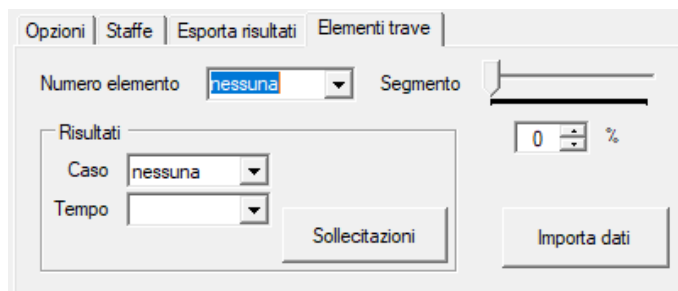 Opzioni Staffe Esporta risultati Elementi trave
Numero elemento nessuna Segmento
0 %
Risultati
Caso nessuna
Tempo
Sollecitazioni
Importa dati